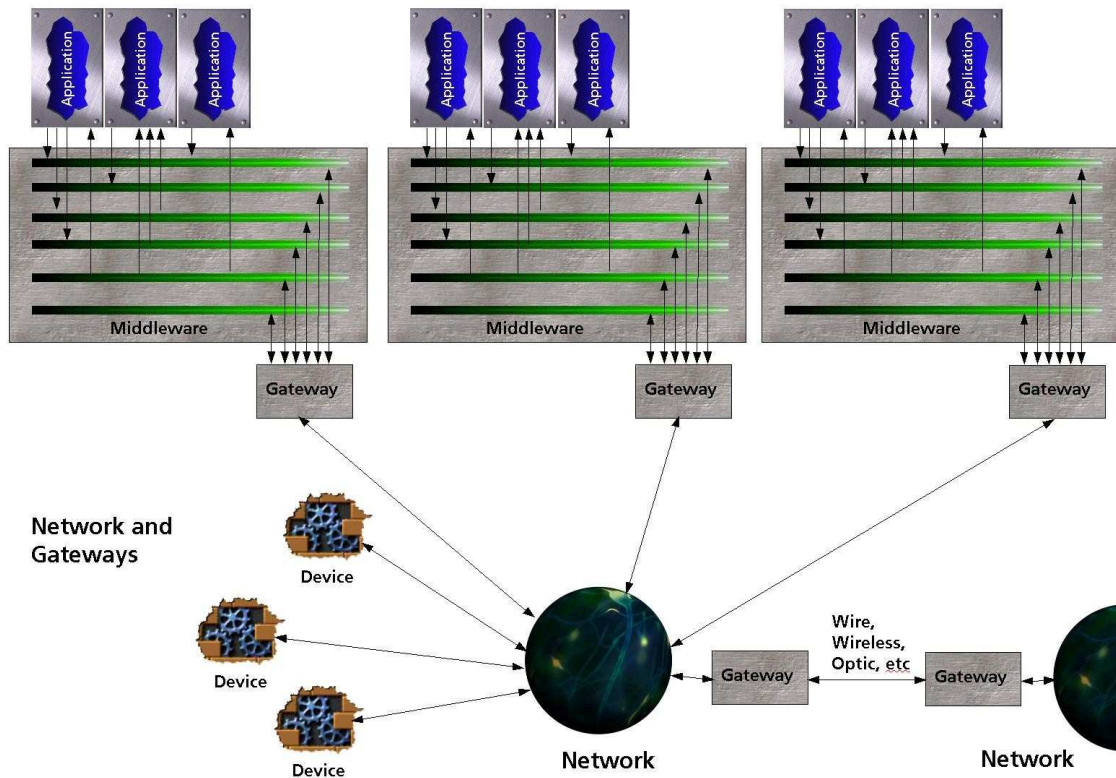 Application
Application
Application
Application
Application
Application
Application
Application
Application
Middleware
Middleware
Middleware
Gateway
Gateway
Gateway
Network and
Gateways
Device
Device
Device
Wire,
Wireless,
Optic, etc
Gateway
Gateway
Network
Network